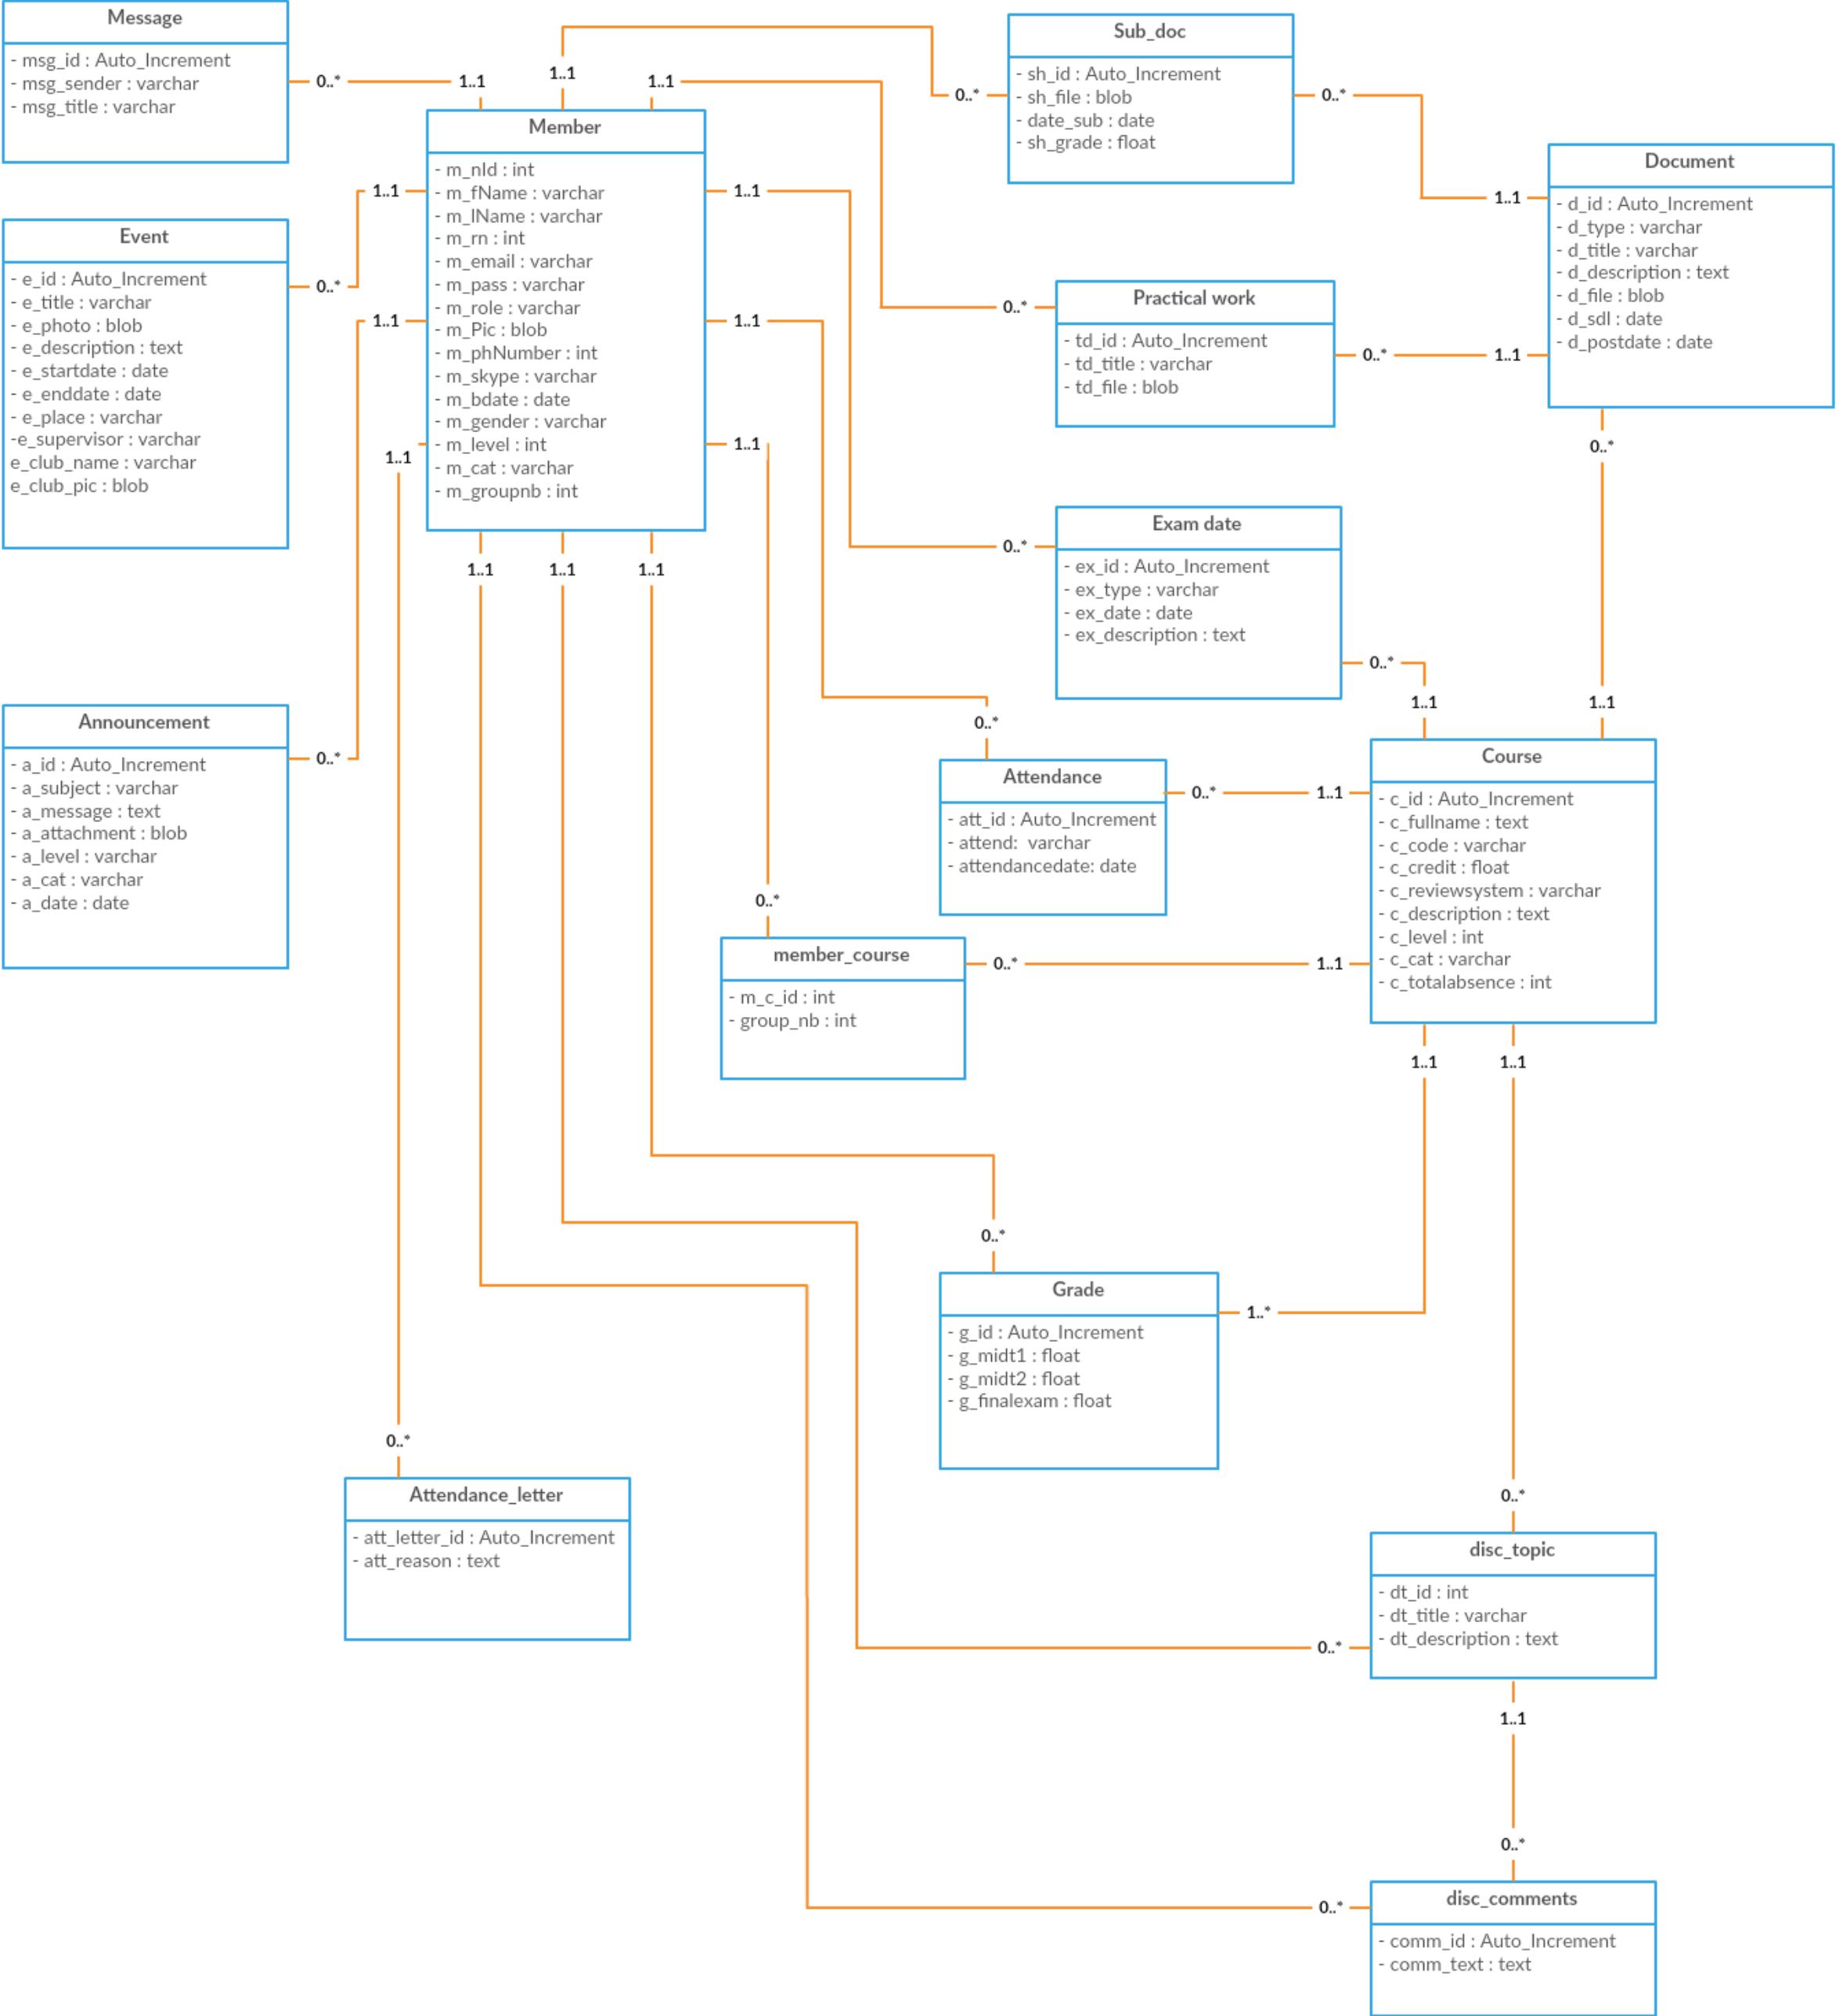 Message
- msg_id : Auto_Increment
- msg_sender : varchar
- msg_title : varchar
0..*
1..1
1..1
1..1
Sub_doc
- sh_id : Auto_Increment
- sh_file : blob
- date_sub : date
- sh_grade : float
0..*
0..*
Member
- m_nId : int
- m_fName : varchar
- m_lName : varchar
- m_rn : int
- m_email : varchar
- m_pass : varchar
- m_role : varchar
- m_Pic : blob
- m_phNumber : int
- m_skype : varchar
- m_bdate : date
- m_gender : varchar
- m_level : int
- m_cat : varchar
- m_groupnb : int
1..1
1..1
1..1
1..1
1..1
1..1
1..1
1..1
1..1
Document
- d_id : Auto_Increment
- d_type : varchar
- d_title : varchar
- d_description : text
- d_file : blob
- d_sdl : date
- d_postdate : date
1..1
1..1
0..*
Event
- e_id : Auto_Increment
- e_title : varchar
- e_photo : blob
- e_description : text
- e_startdate : date
- e_enddate : date
- e_place : varchar
-e_supervisor : varchar
e_club_name : varchar
e_club_pic : blob
0..*
Practical work
- td_id : Auto_Increment
- td_title : varchar
- td_file : blob
0..*
0..*
Exam date
- ex_id : Auto_Increment
- ex_type : varchar
- ex_date : date
- ex_description : text
0..*
0..*
1..1
1..1
Announcement
- a_id : Auto_Increment
- a_subject : varchar
- a_message : text
- a_attachment : blob
- a_level : varchar
- a_cat : varchar
- a_date : date
0..*
0..*
Attendance
- att_id : Auto_Increment
- attend: varchar
- attendancedate: date
0..*
1..1
Course
- c_id : Auto_Increment
- c_fullname : text
- c_code : varchar
- c_credit : float
- c_reviewsystem : varchar
- c_description : text
- c_level : int
- c_cat : varchar
- c_totalabsence : int
0..*
member_course
- m_c_id : int
- group_nb : int
0..*
1..1
1..1
1..1
0..*
Grade
- g_id : Auto_Increment
- g_midt1 : float
- g_midt2 : float
- g_finalexam : float
1..*
0..*
Attendance_letter
- att_letter_id : Auto_Increment
- att_reason : text
0..*
disc_topic
- dt_id : int
- dt_title : varchar
- dt_description : text
0..*
1..1
0..*
disc_comments
- comm_id : Auto_Increment
- comm_text : text
0..*